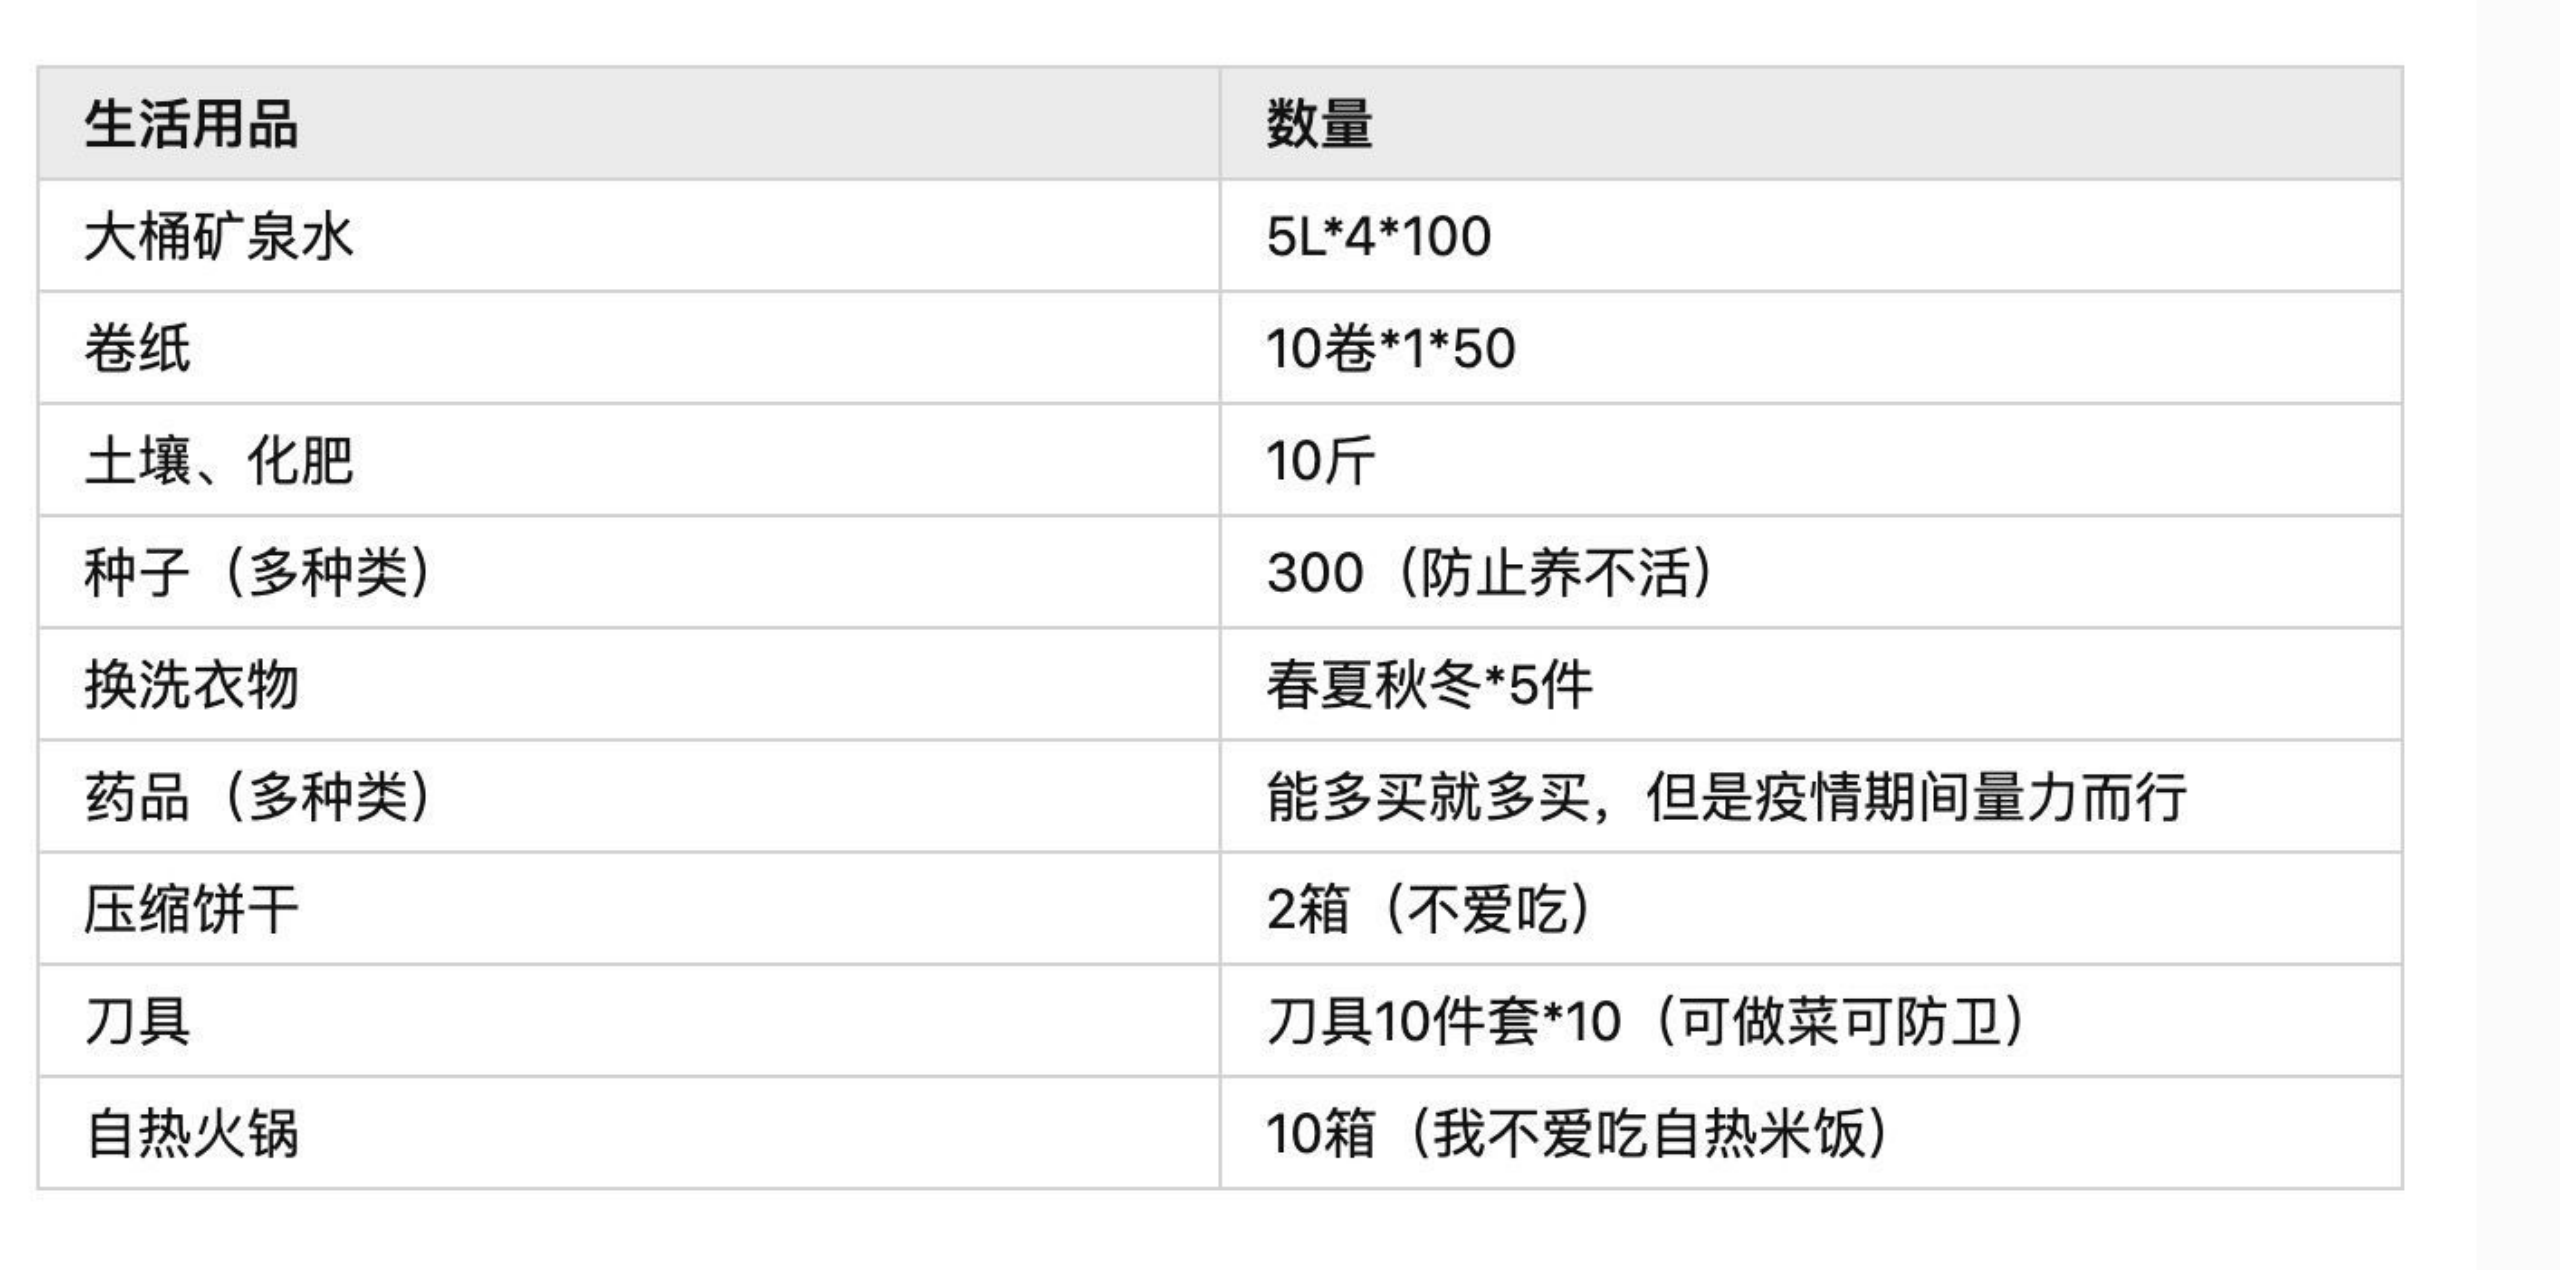 生活用品 数量
大桶矿泉水 5L*4*100
卷纸 10卷*1*50
土壤、化肥 10斤
种子（多种类） 300（防止养不活）
换洗衣物 春夏秋冬*5件
药品（多种类） 能多买就多买，但是疫情期间量力而行
压缩饼干 2箱（不爱吃）
刀具 刀具10件套*10（可做菜可防卫）
自热火锅 10箱（我不爱吃自热米饭）